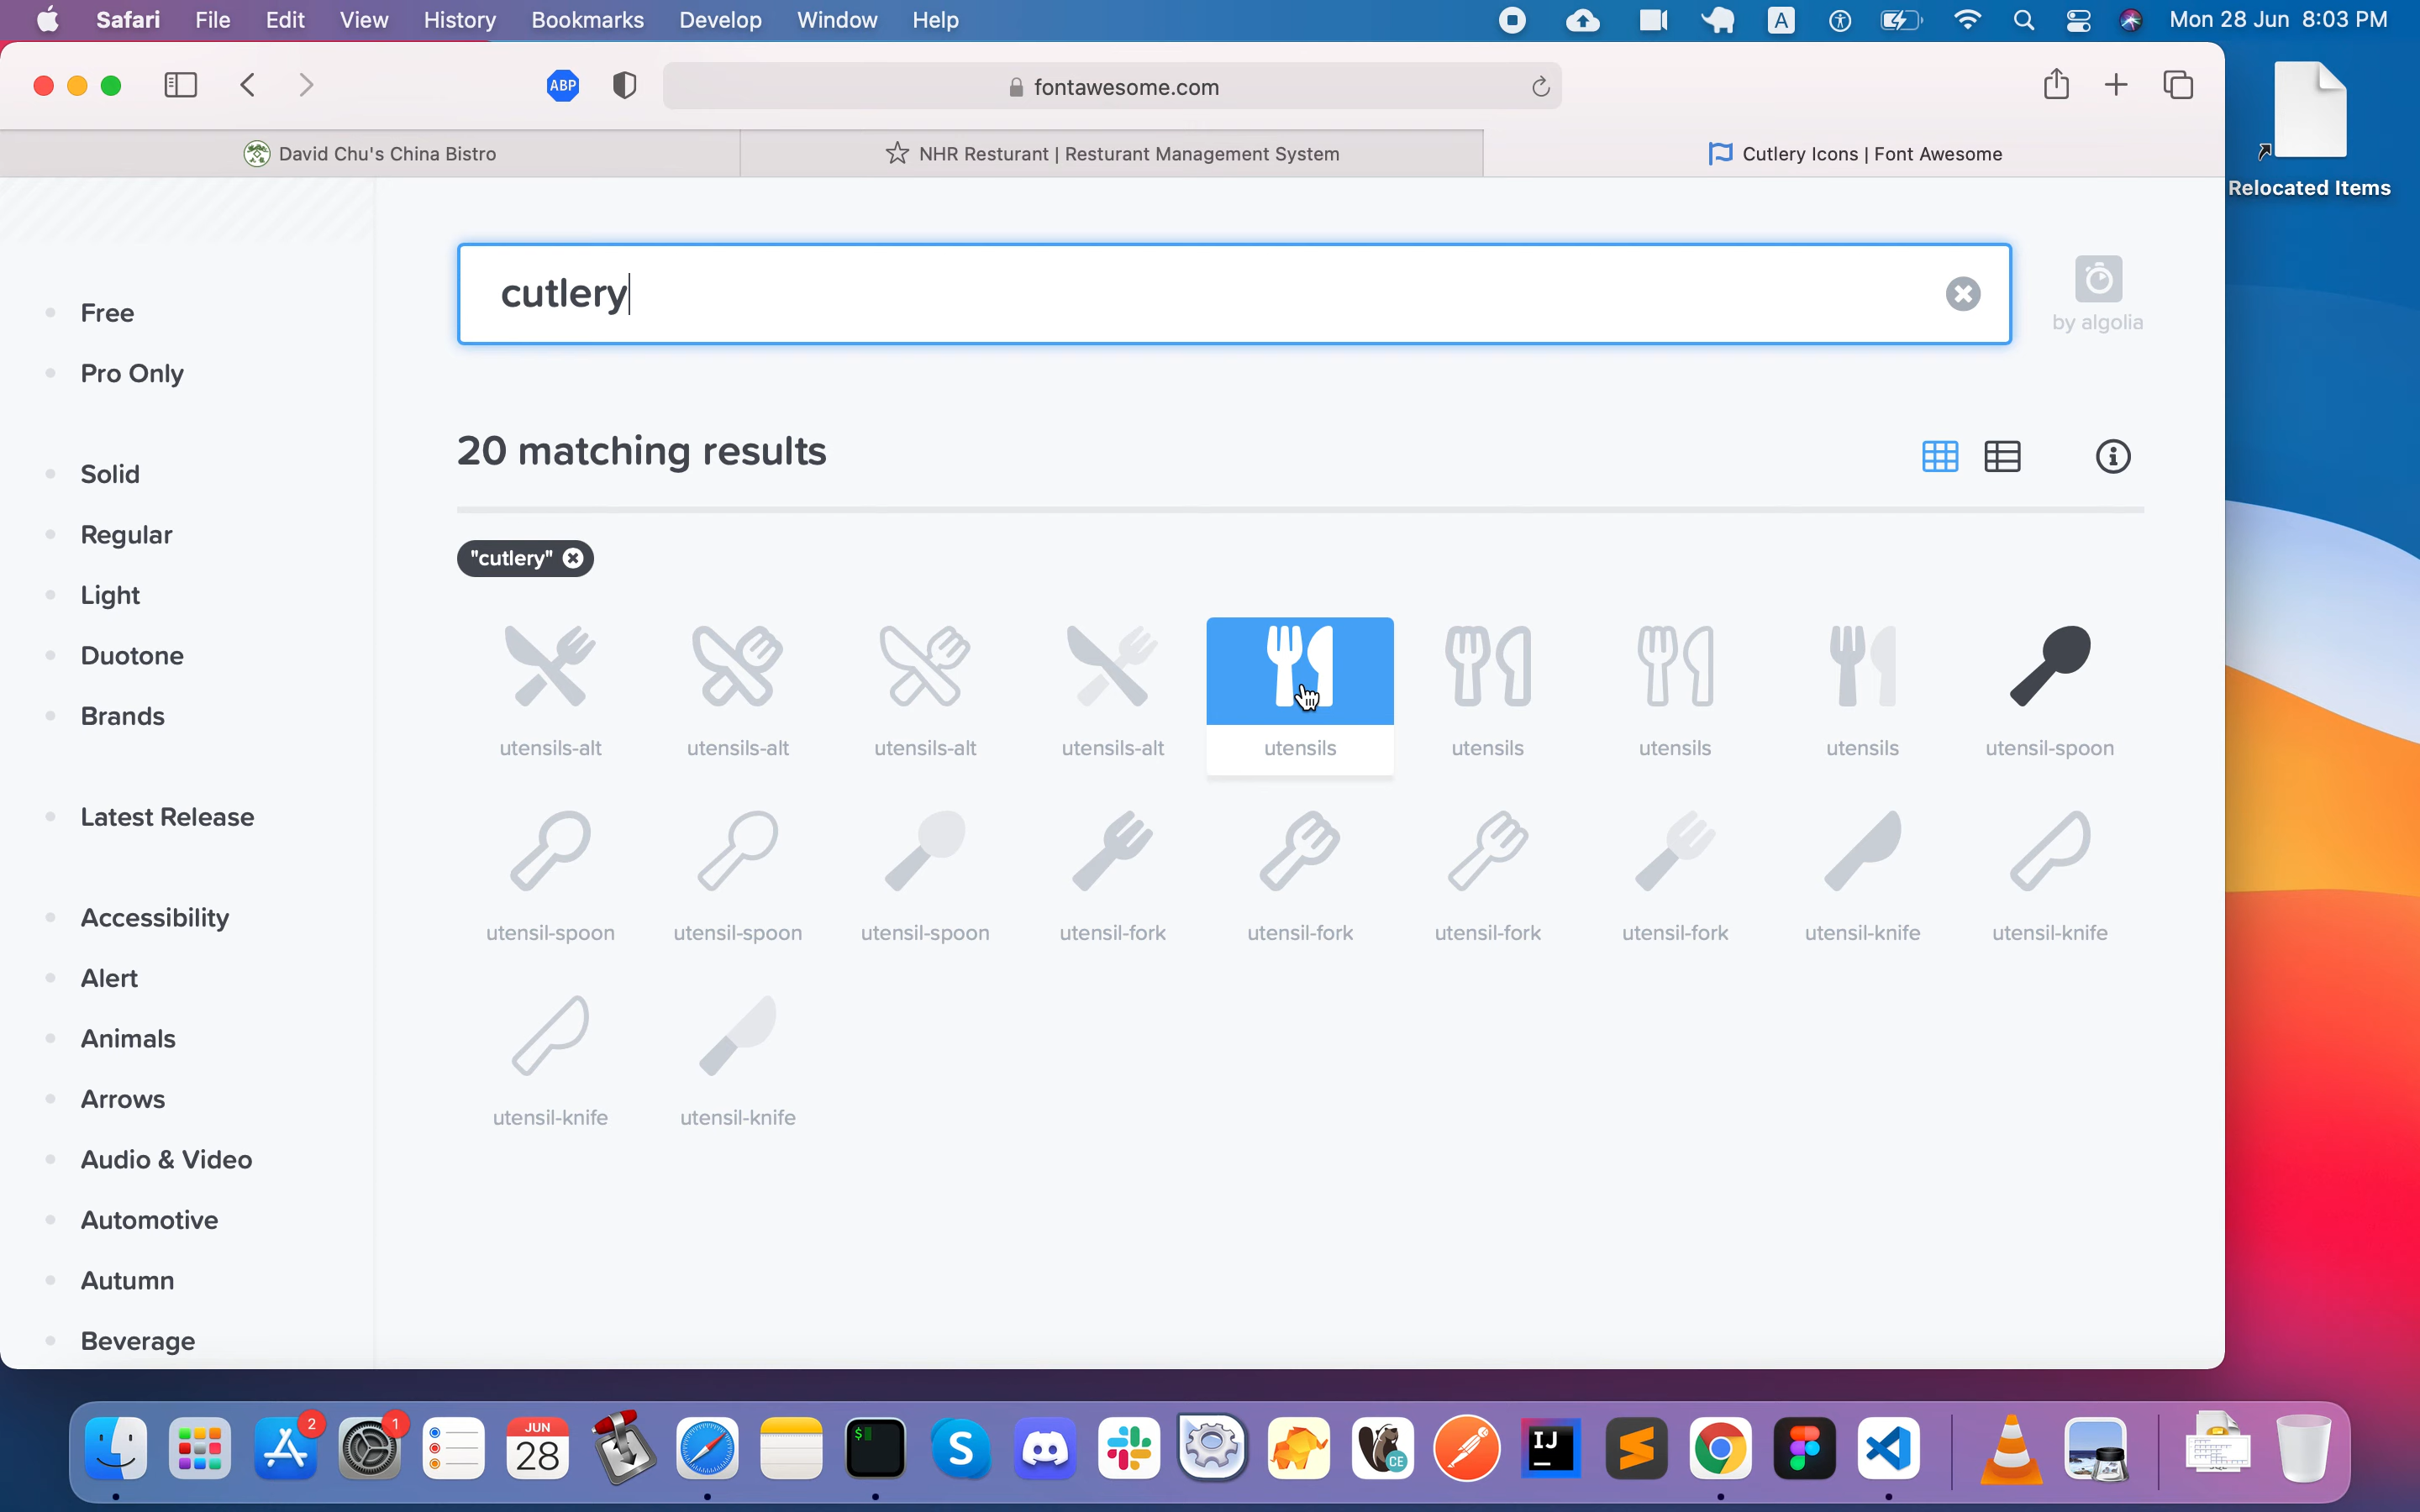 Safari File Edit View History Bookmarks Develop Window Help A Mon 28 Jun 8:03 PM
ABP fontawesome.com
David Chu's China Bistro NHR Resturant | Resturant Management System Cutlery Icons | Font Awesome
Relocated Items
cutlery
by algolia
Free
Pro Only
Solid
Regular
Light
Duotone
Brands
Latest Release
Accessibility
Alert
Animals
Arrows
Audio & Video
Automotive
Autumn
Beverage
20 matching results
"cutlery"
utensils-alt utensils-alt utensils-alt utensils-alt utensils utensils utensils utensils utensil-spoon
utensil-spoon utensil-spoon utensil-spoon utensil-fork utensil-fork utensil-fork utensil-fork utensil-knife utensil-knife
utensil-knife utensil-knife
2 1 JUN 28 $ S CE IJ